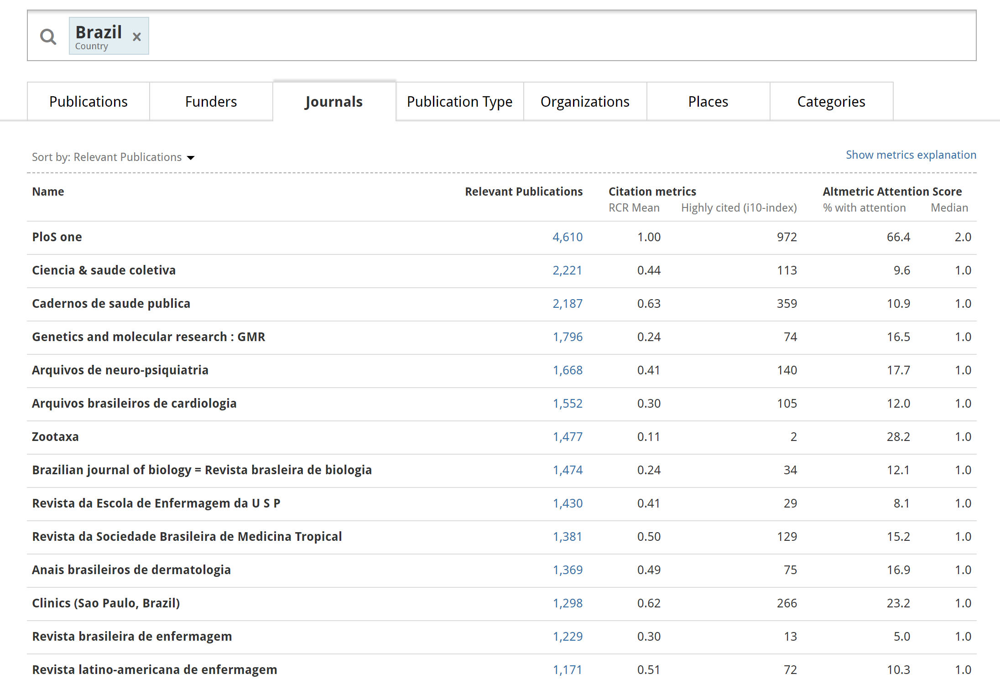 Brazil
Country
Publications Funders Journals Publication Type Organizations Places Categories
Sort by: Relevant Publications Show metrics explanation
Name Relevant Publications Citation metrics Altmetric Attention Score
RCR Mean Highly cited (i10-index) % with attention Median
PloS one 4,610 1.00 972 66.4 2.0
Ciencia & saude coletiva 2,221 0.44 113 9.6 1.0
Cadernos de saude publica 2,187 0.63 359 10.9 1.0
Genetics and molecular research : GMR 1,796 0.24 74 16.5 1.0
Arquivos de neuro-psiquiatria 1,668 0.41 140 17.7 1.0
Arquivos brasileiros de cardiologia 1,552 0.30 105 12.0 1.0
Zootaxa 1,477 0.11 2 28.2 1.0
Brazilian journal of biology = Revista brasleira de biologia 1,474 0.24 34 12.1 1.0
Revista da Escola de Enfermagem da U S P 1,430 0.41 29 8.1 1.0
Revista da Sociedade Brasileira de Medicina Tropical 1,381 0.50 129 15.2 1.0
Anais brasileiros de dermatologia 1,369 0.49 75 16.9 1.0
Clinics (Sao Paulo, Brazil) 1,298 0.62 266 23.2 1.0
Revista brasileira de enfermagem 1,229 0.30 13 5.0 1.0
Revista latino-americana de enfermagem 1,171 0.51 72 10.3 1.0